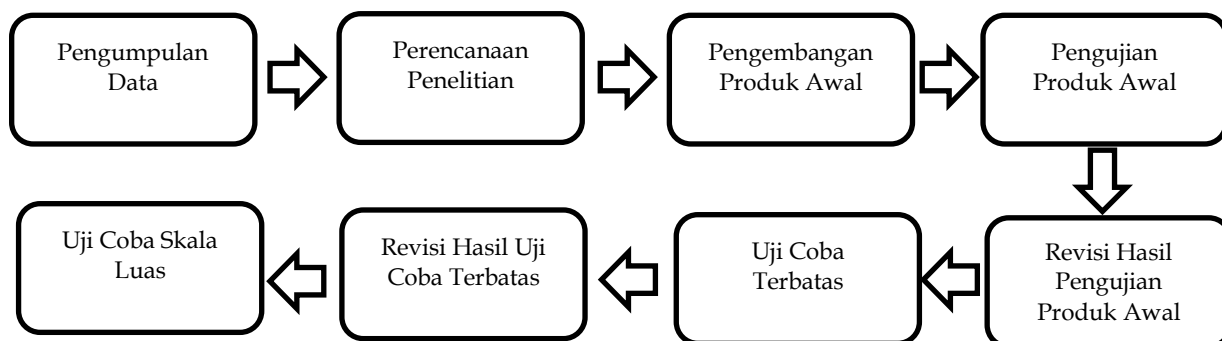 Pengumpulan
Data
Perencanaan
Penelitian
Pengembangan
Produk Awal
Pengujian
Produk Awal
Revisi Hasil
Pengujian
Produk Awal
Uji Coba
Terbatas
Revisi Hasil Uji
Coba Terbatas
Uji Coba Skala
Luas